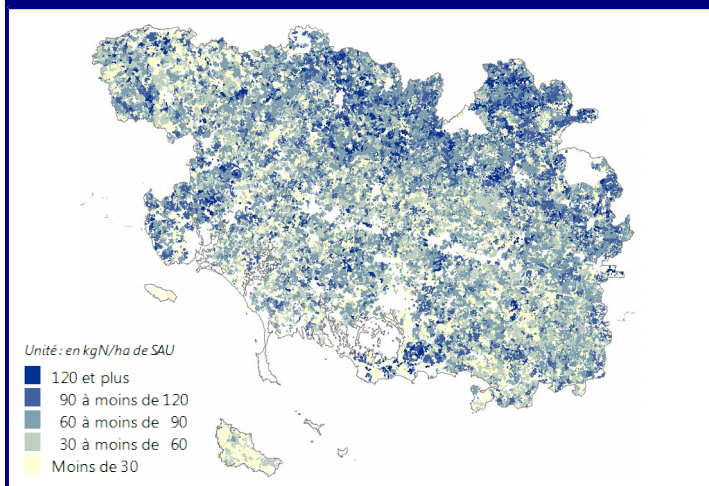 Unité : en kgN/ha de SAU
120 et plus
90 à moins de 120
60 à moins de 90
30 à moins de 60
Moins de 30